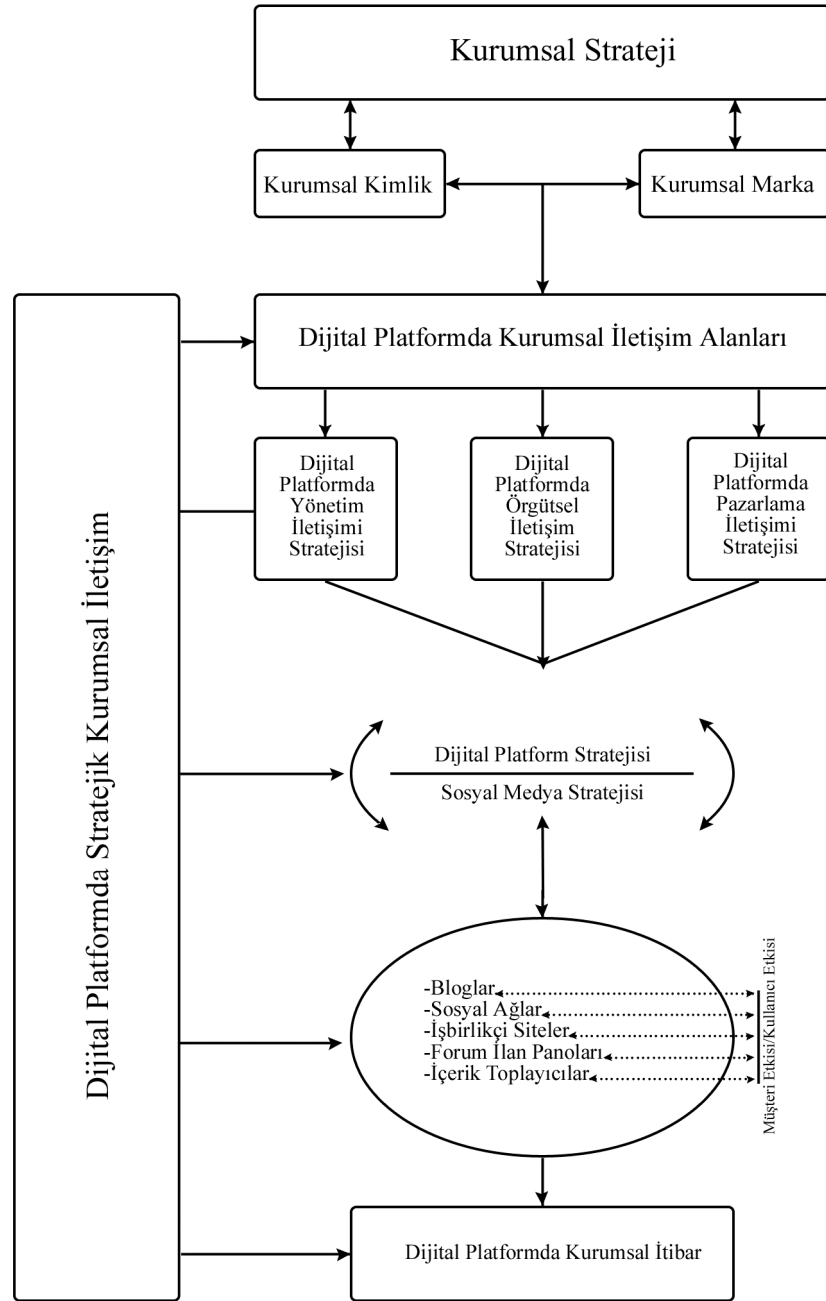 Kurumsal Strateji
Kurumsal Kimlik
Kurumsal Marka
Dijital Platformda Stratejik Kurumsal İletişim
Dijital Platformda Kurumsal İletişim Alanları
Dijital
Platformda
Yönetim
İletişimi
Stratejisi
Dijital
Platformda
Örgütsel
İletişim
Stratejisi
Dijital
Platformda
Pazarlama
İletişimi
Stratejisi
Dijital Platform Stratejisi
Sosyal Medya Stratejisi
-Bloglar
-Sosyal Ağlar
-İşbirlikçi Siteler
-Forum İlan Panoları
-İçerik Toplayıcılar
Müşteri Etkisi/Kullanıcı Etkisi
Dijital Platformda Kurumsal İtibar